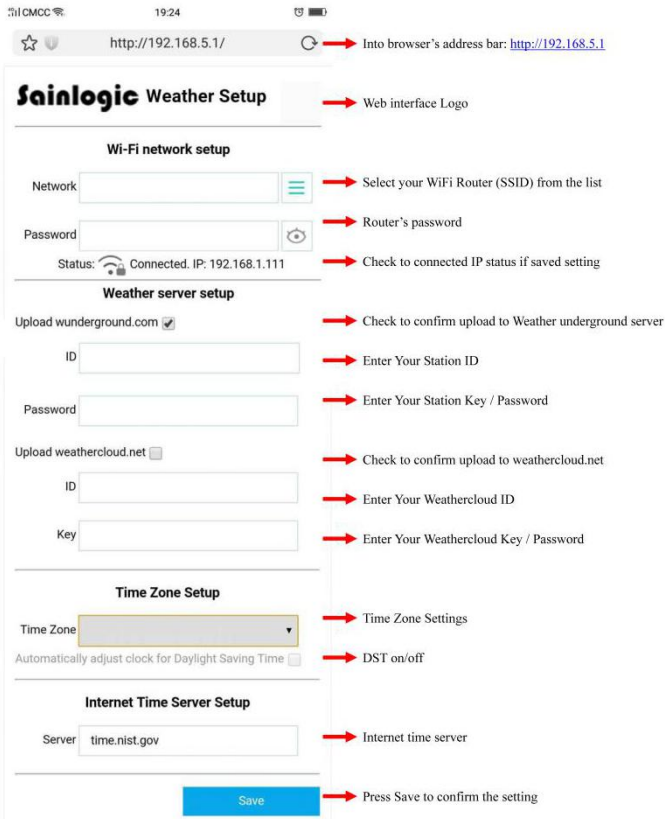 CMCC 19:24
http://192.168.5.1/ Into browser's address bar: http://192.168.5.1
Sainlogic Weather Setup Web interface Logo
Wi-Fi network setup
Network Select your WiFi Router (SSID) from the list
Router's password
Password
Status: Connected. IP: 192.168.1.111 Check to connected IP status if saved setting
Weather server setup
Upload wunderground.com Check to confirm upload to Weather underground server
ID Enter Your Station ID
Enter Your Station Key / Password
Password
Upload weathercloud.net Check to confirm upload to weathercloud.net
ID Enter Your Weathercloud ID
Key Enter Your Weathercloud Key / Password
Time Zone Setup
Time Zone Time Zone Settings
Automatically adjust clock for Daylight Saving Time DST on/off
Internet Time Server Setup
Server time.nist.gov Internet time server
Save Press Save to confirm the setting